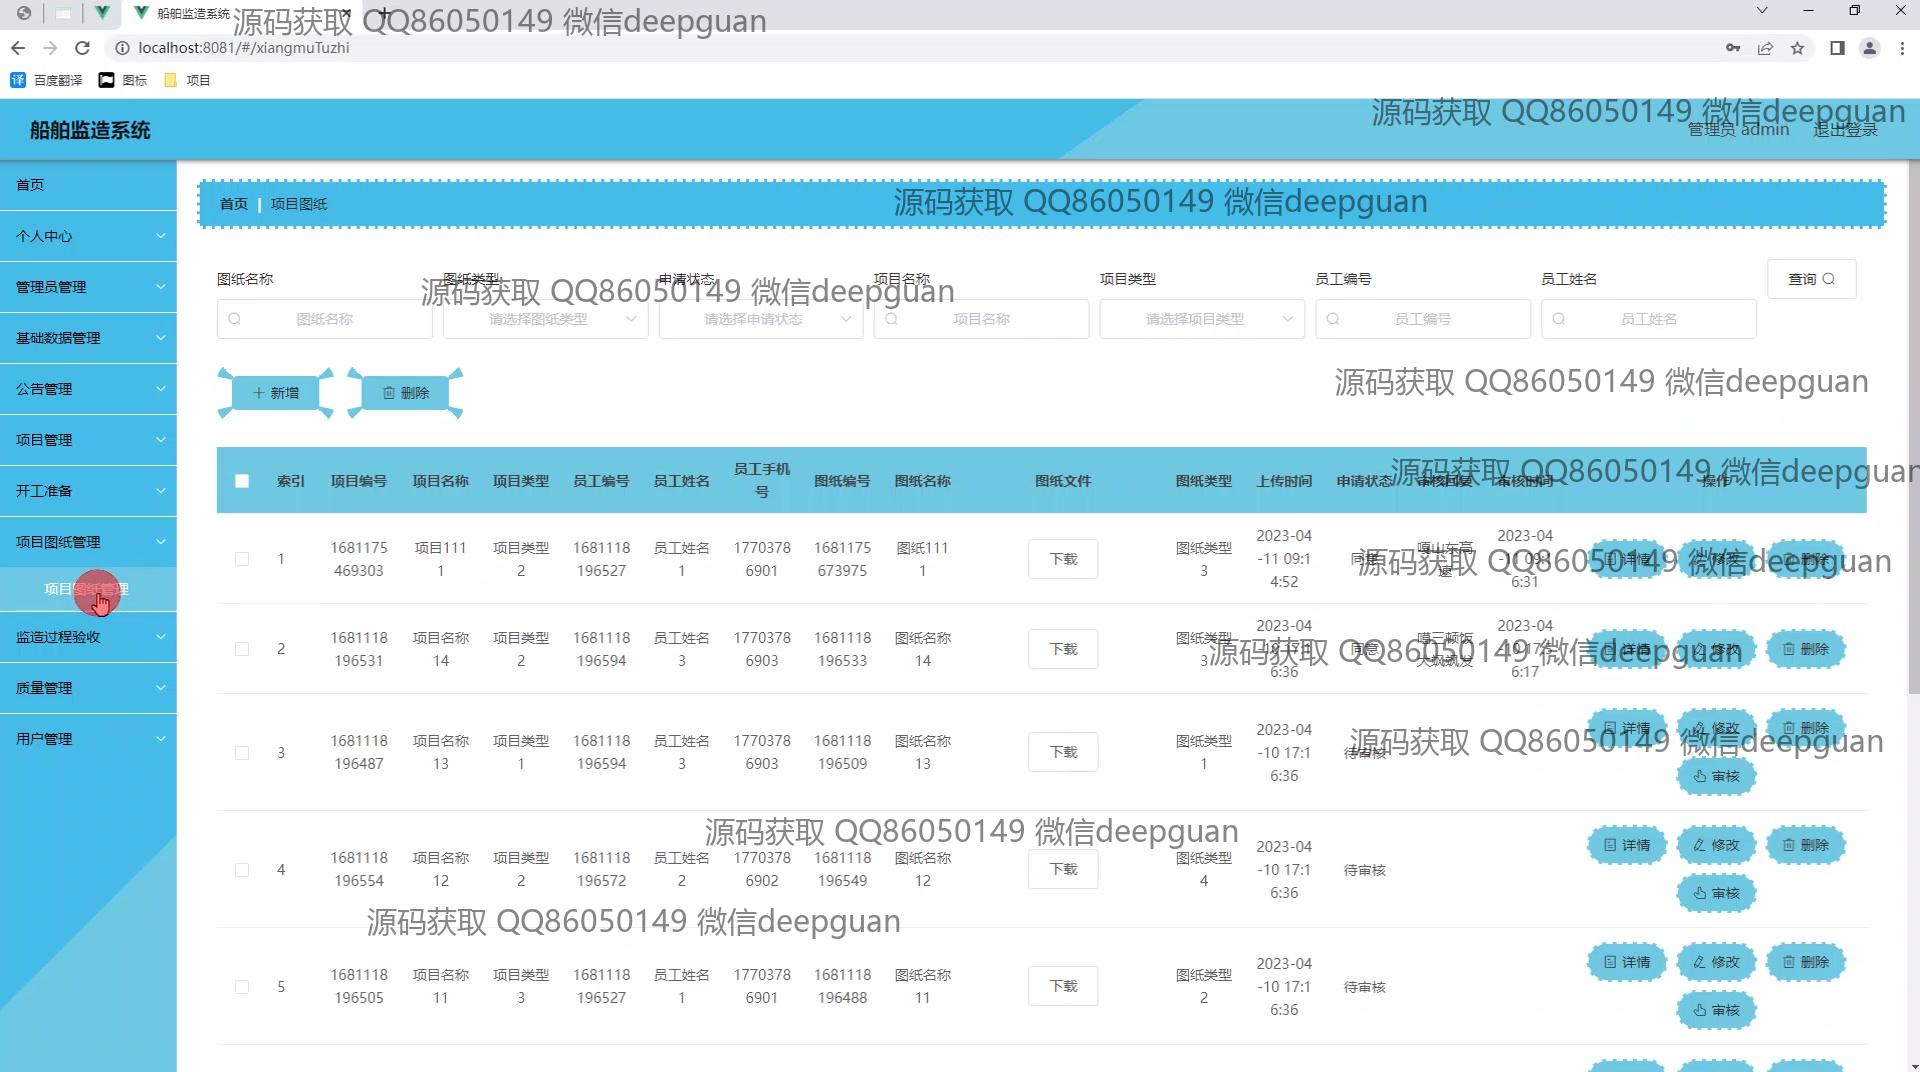 船舶监造系统
源码获取 QQ86050149 微信deepguan
localhost:8081/#/xiangmuTuzhi
百度翻译 图标 项目
源码获取 QQ86050149 微信deepguan
船舶监造系统
管理员 admin 退出登录
首页
个人中心
管理员管理
基础数据管理
公告管理
项目管理
开工准备
项目图纸管理
项目图纸管理
监造过程验收
质量管理
用户管理
首页 | 项目图纸
源码获取 QQ86050149 微信deepguan
图纸名称 图纸类型 申请状态 项目名称 项目类型 员工编号 员工姓名 查询
源码获取 QQ86050149 微信deepguan
图纸名称 请选择图纸类型 请选择申请状态 项目名称 请选择项目类型 员工编号 员工姓名
源码获取 QQ86050149 微信deepguan
新增 删除
源码获取 QQ86050149 微信deepguan
索引 项目编号 项目名称 项目类型 员工编号 员工姓名 员工手机号 图纸编号 图纸名称 图纸文件 图纸类型 上传时间 申请状态 审核回复 审核时间 操作
1 1681175469303 项目1111 项目类型2 1681118196527 员工姓名1 17703786901 1681175673975 图纸1111 下载 图纸类型3 2023-04-11 09:14:52 同意 2023-04-11 09:36:31 详情 修改 删除
源码获取 QQ86050149 微信deepguan
2 1681118196531 项目名称14 项目类型2 1681118196594 员工姓名3 17703786903 1681118196533 图纸名称14 下载 图纸类型3 2023-04-10 17:16:36 同意 2023-04-10 17:56:17 详情 修改 删除
源码获取 QQ86050149 微信deepguan
3 1681118196487 项目名称13 项目类型1 1681118196594 员工姓名3 17703786903 1681118196509 图纸名称13 下载 图纸类型1 2023-04-10 17:16:36 待审核 详情 修改 删除 审核
源码获取 QQ86050149 微信deepguan
源码获取 QQ86050149 微信deepguan
4 1681118196554 项目名称12 项目类型2 1681118196572 员工姓名2 17703786902 1681118196549 图纸名称12 下载 图纸类型4 2023-04-10 17:16:36 待审核 详情 修改 删除 审核
源码获取 QQ86050149 微信deepguan
5 1681118196505 项目名称11 项目类型3 1681118196527 员工姓名1 17703786901 1681118196488 图纸名称11 下载 图纸类型2 2023-04-10 17:16:36 待审核 详情 修改 删除 审核